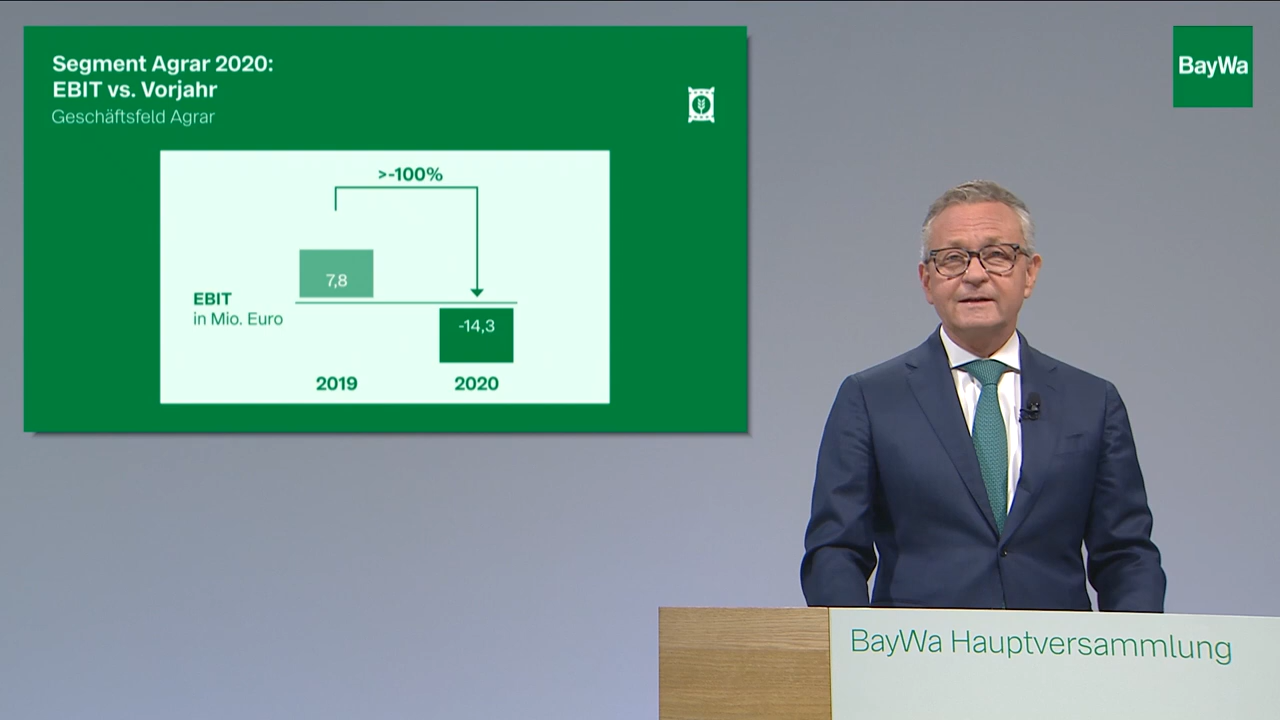 Segment Agrar 2020:
EBIT vs. Vorjahr
Geschäftsfeld Agrar
BayWa
>-100%
7,8
EBIT
in Mio. Euro
-14,3
2019
2020
BayWa Hauptversammlung